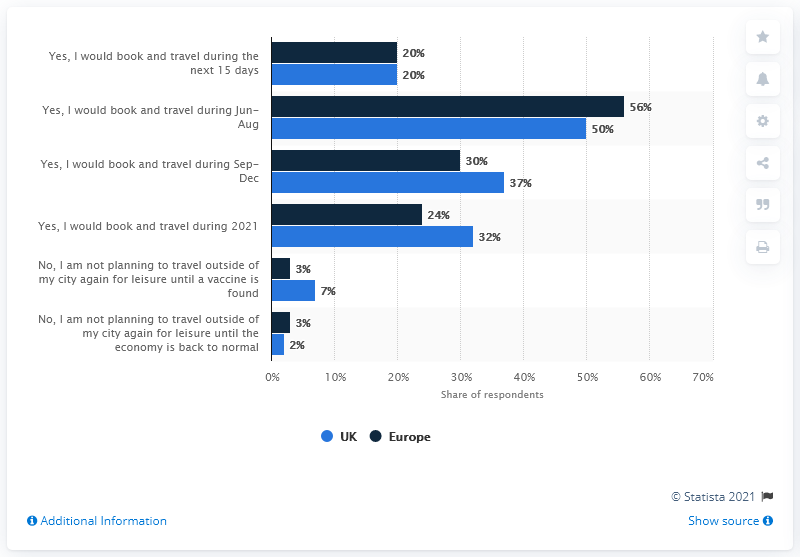 Yes, I would book and travel during the
next 15 days
20%
20%
Yes, I would book and travel during Jun-
Aug
56%
50%
Yes, I would book and travel during Sep-
Dec
30%
37%
Yes, I would book and travel during 2021
24%
32%
No, I am not planning to travel outside of
my city again for leisure until a vaccine is
found
3%
7%
No, I am not planning to travel outside of
my city again for leisure until the
economy is back to normal
3%
2%
0% 10% 20% 30% 40% 50% 60% 70%
Share of respondents
UK Europe
© Statista 2021
Additional Information
Show source